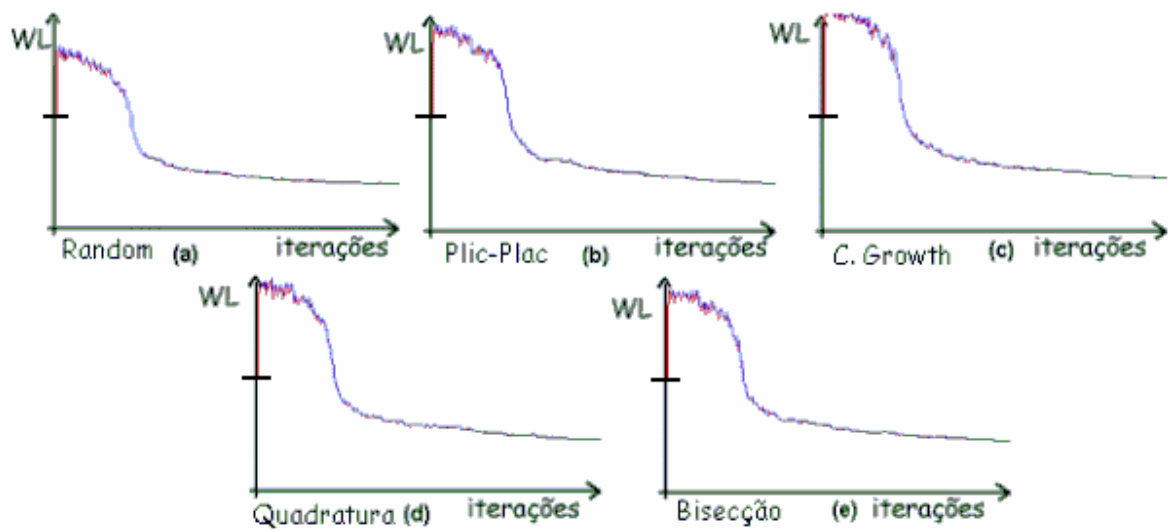 WL
Random (a) iterações
WL
Plic-Plac (b) iterações
WL
C. Growth (c) iterações
WL
Quadratura (d) iterações
WL
Bisecção (e) iterações